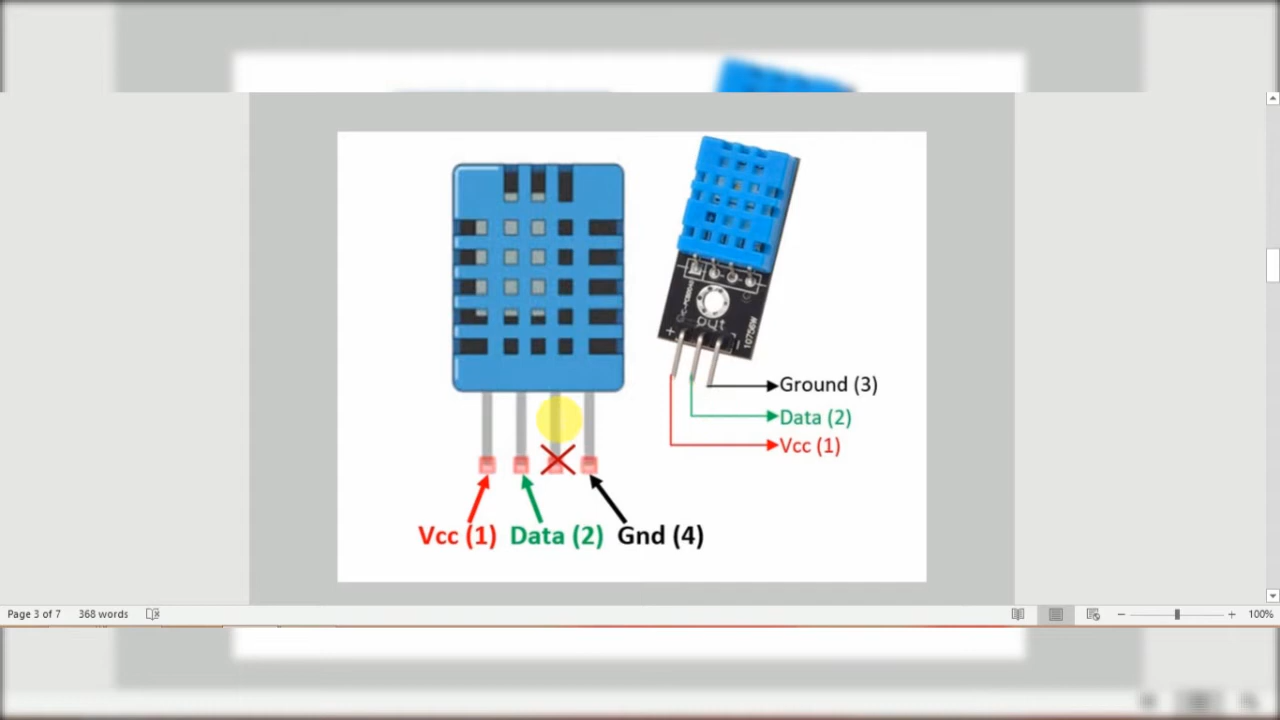 out
+
-
10756W
Ground (3)
Data (2)
Vcc (1)
Vcc (1) Data (2) Gnd (4)
Page 3 of 7 368 words
100%